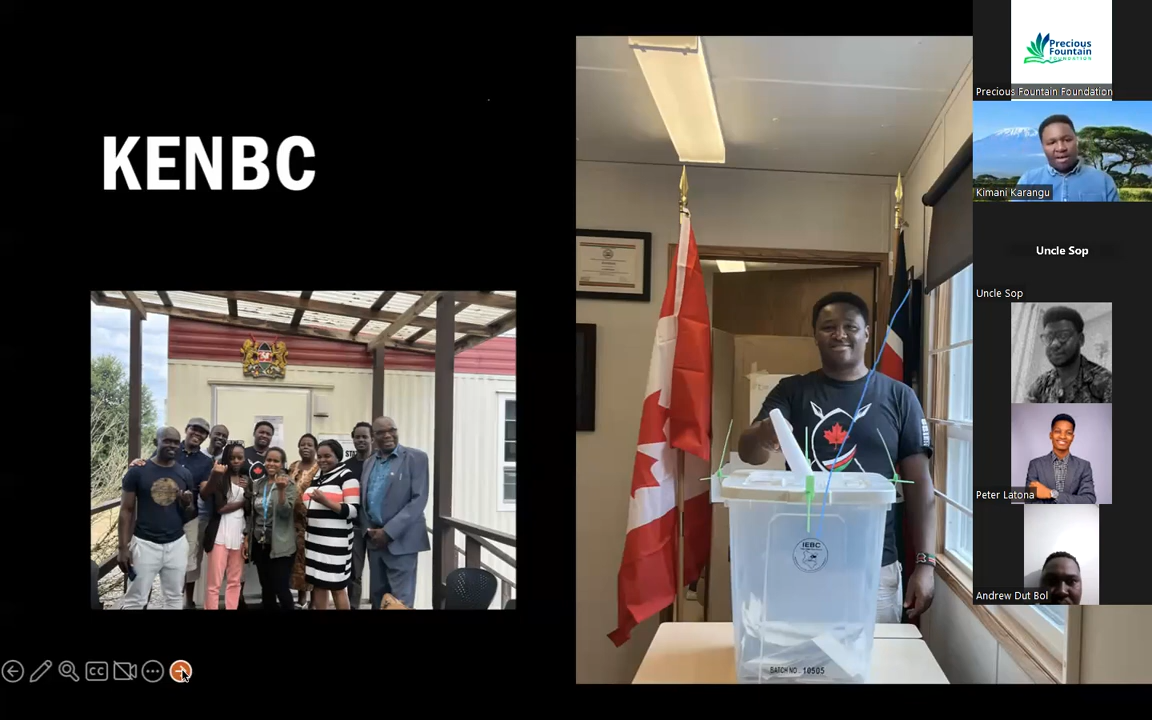 KENBC
IEBC
BATCH NO. 10505
CC
Precious
Fountain
FOUNDATION
Precious Fountain Foundation
Kimani Karangu
Uncle Sop
Uncle Sop
Peter Latona
Andrew Dut Bol